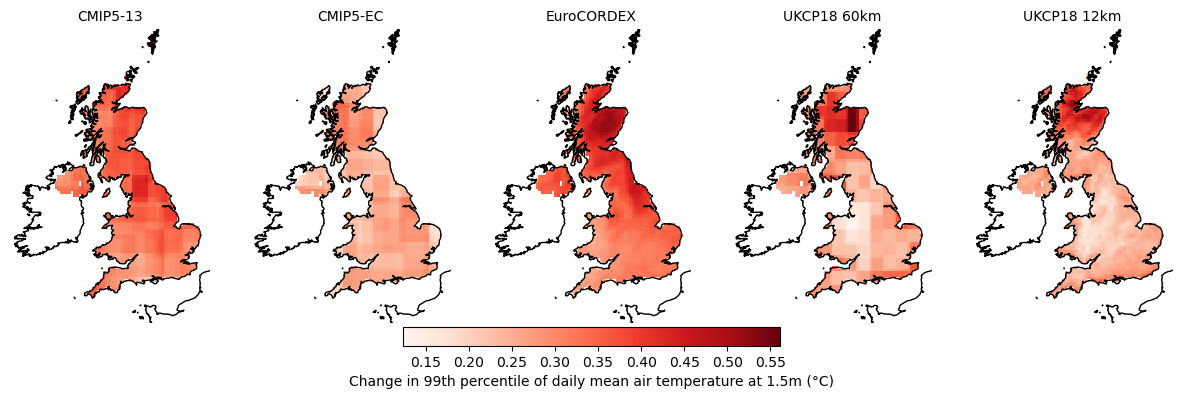 CMIP5-13
CMIP5-EC
EuroCORDEX
UKCP18 60km
UKCP18 12km
0.15 0.20 0.25 0.30 0.35 0.40 0.45 0.50 0.55
Change in 99th percentile of daily mean air temperature at 1.5m (°C)